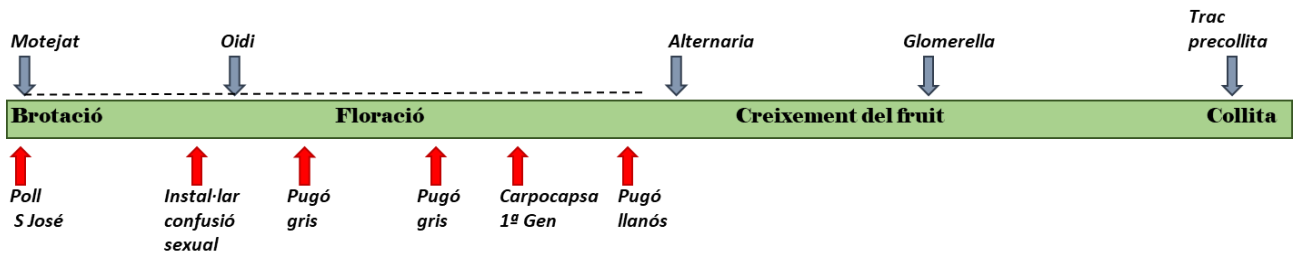 Trac
Motejat Oidi Alternaria Glomerella precollita
Brotació Floració Creixement del fruit Collita
Poll Instal·lar Pugó Pugó Carpocapsa Pugó
S José confusió gris gris 1ª Gen llanós
sexual